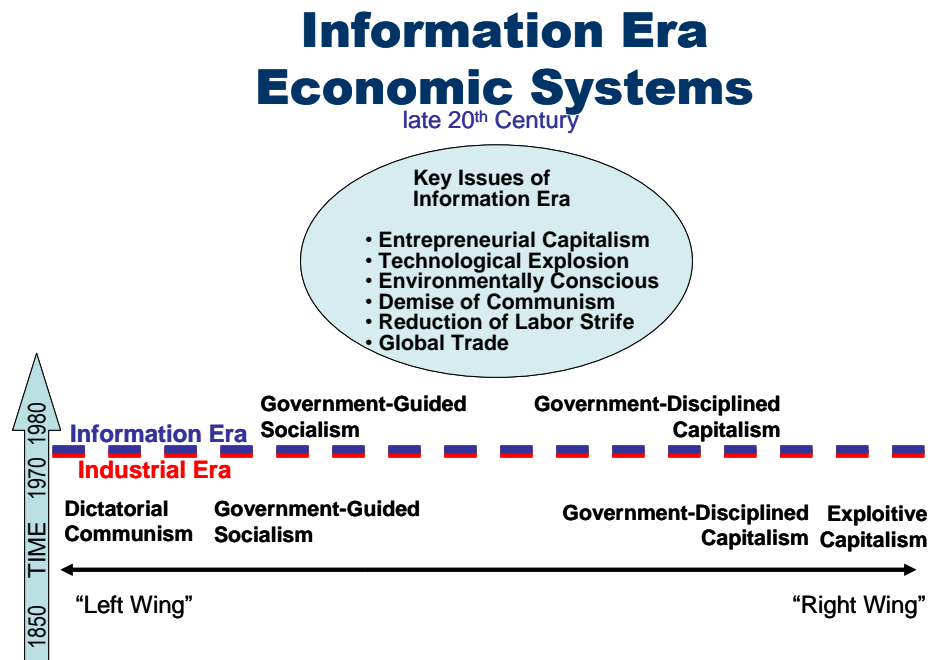 Information Era
Economic Systems
late 20th Century
Key Issues of
Information Era
• Entrepreneurial Capitalism
• Technological Explosion
• Environmentally Conscious
• Demise of Communism
• Reduction of Labor Strife
• Global Trade
Government-Guided
Socialism
Government-Disciplined
Capitalism
Information Era
Industrial Era
Dictatorial
Communism
Government-Guided
Socialism
Government-Disciplined
Capitalism
Exploitive
Capitalism
“Left Wing”
“Right Wing”
1850 TIME 1970 1980